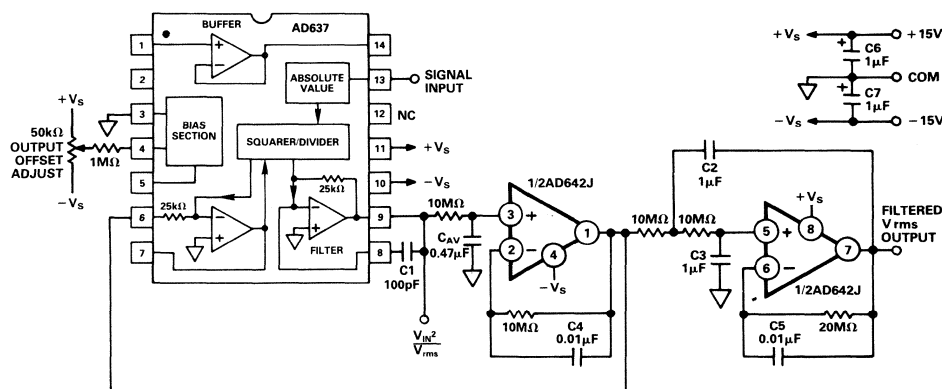 BUFFER
AD637
1
14
2
ABSOLUTE
VALUE
13
SIGNAL
INPUT
12
NC
3
BIAS
SECTION
SQUARER/DIVIDER
11
+VS
4
5
10
−VS
+VS
50kΩ
OUTPUT
OFFSET
ADJUST
−VS
1MΩ
6
25kΩ
25kΩ
9
7
FILTER
8
C1
100pF
VIN²
Vrms
10MΩ
CAV
0.47µF
3
+
2
−
1
4
−VS
1/2AD642J
10MΩ
C4
0.01µF
C2
1µF
10MΩ
10MΩ
C3
1µF
5
+
6
−
+VS
8
7
1/2AD642J
FILTERED
Vrms
OUTPUT
C5
0.01µF
20MΩ
+VS
+15V
+
C6
1µF
COM
+
C7
1µF
−VS
−15V